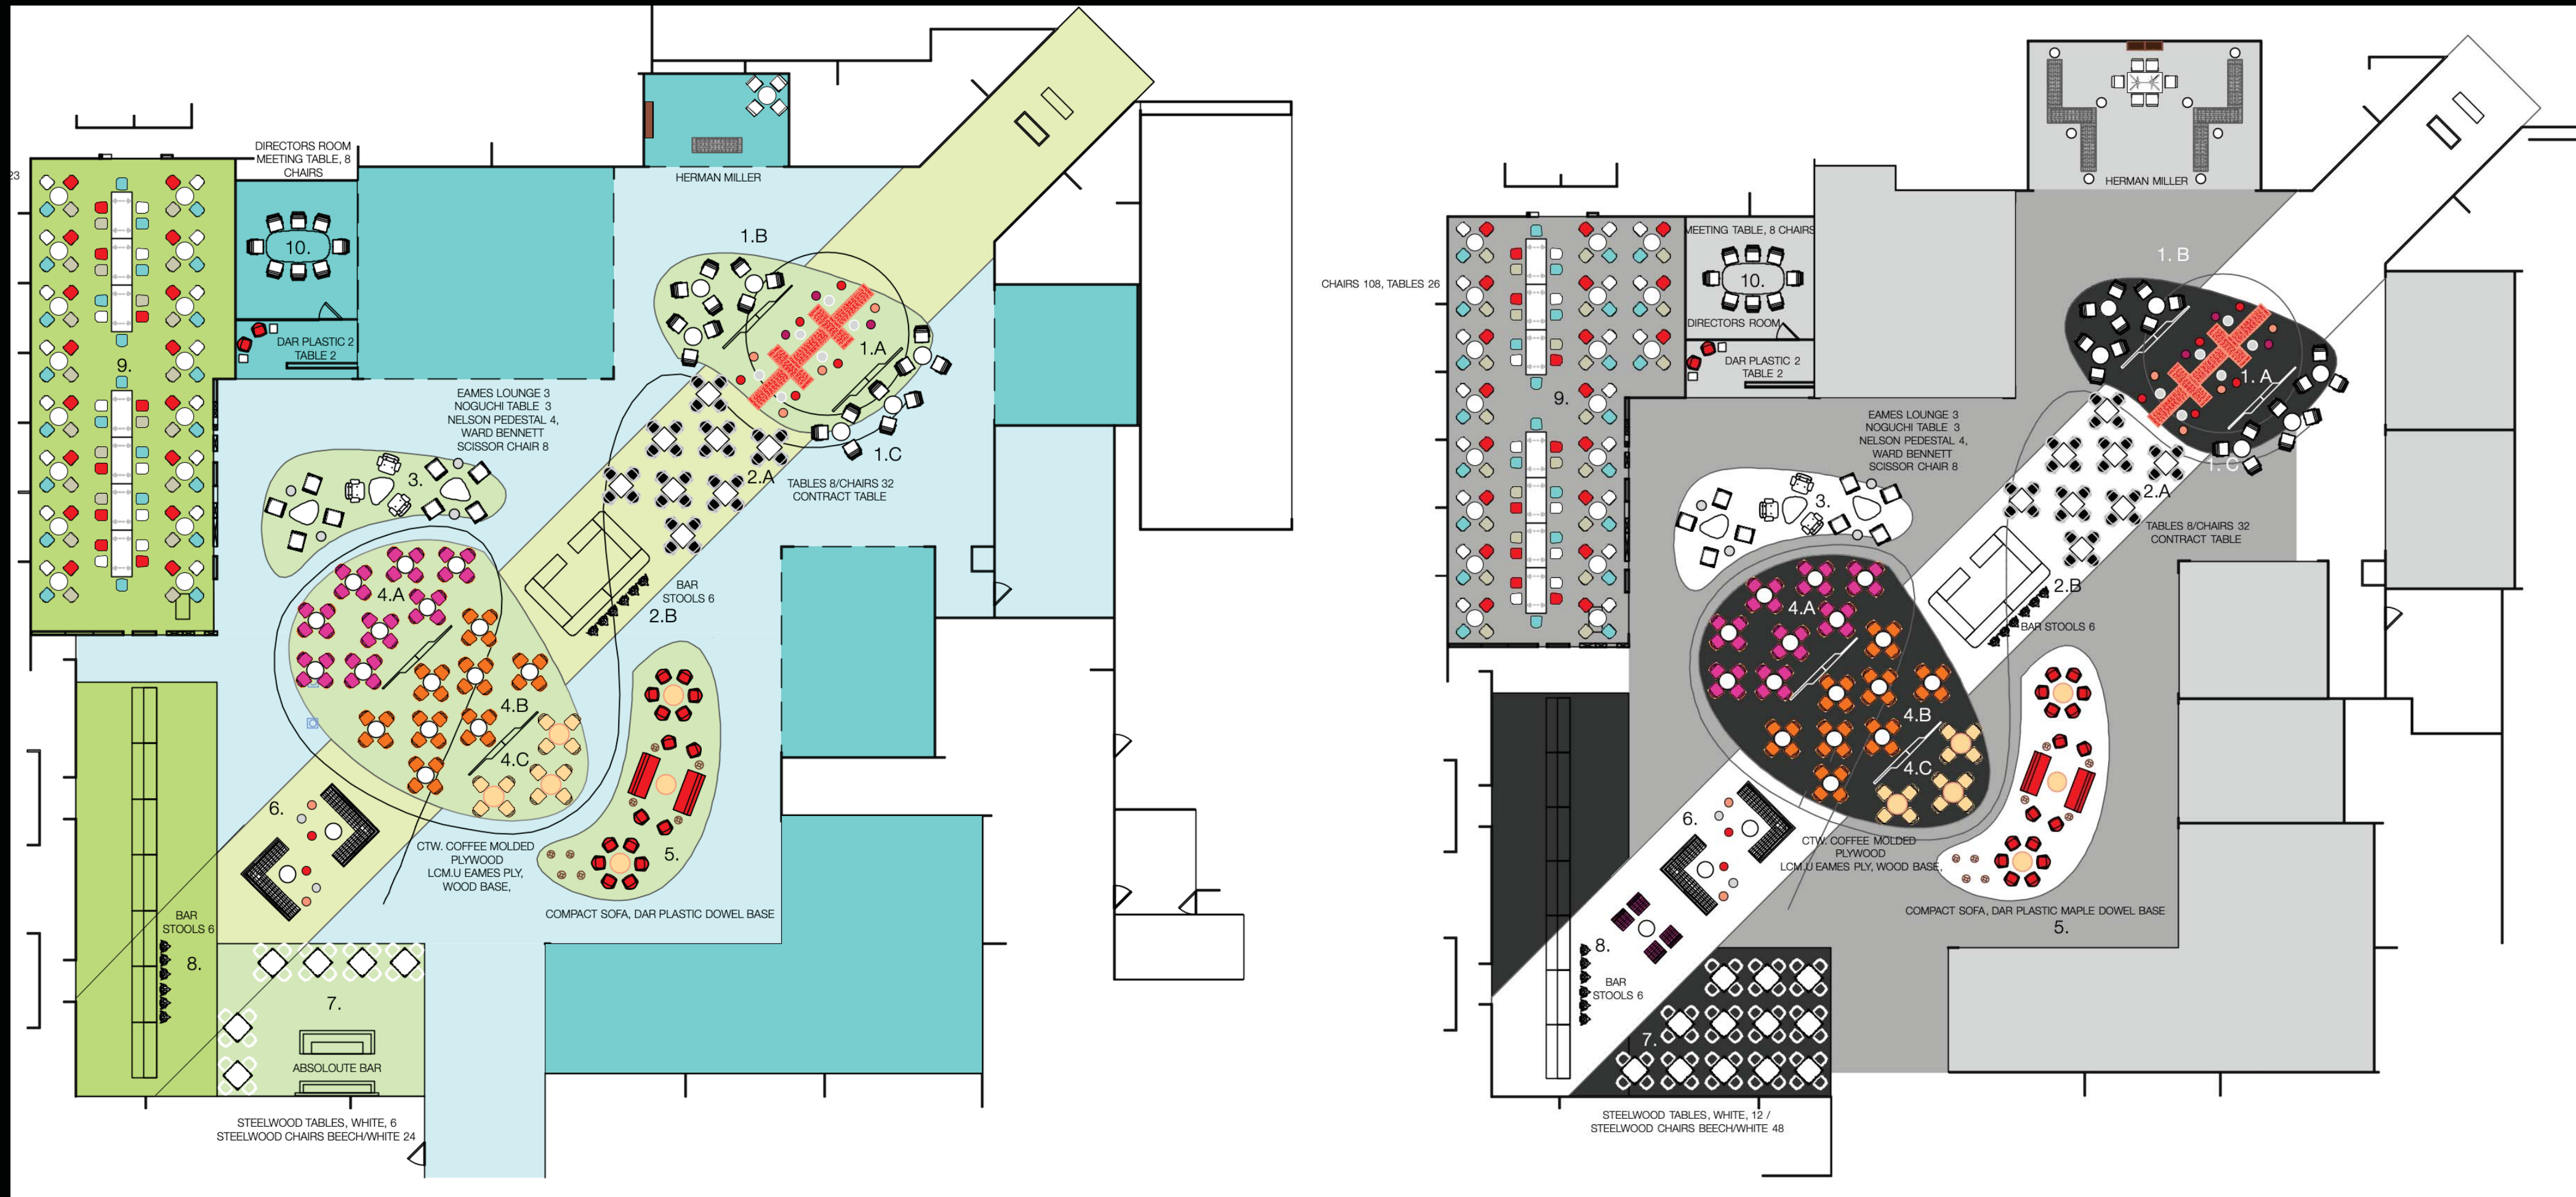 23
DIRECTORS ROOM
MEETING TABLE, 8
CHAIRS
HERMAN MILLER
10.
1.B
DAR PLASTIC 2
TABLE 2
1.A
9.
EAMES LOUNGE 3
NOGUCHI TABLE 3
NELSON PEDESTAL 4,
WARD BENNETT
SCISSOR CHAIR 8
1.C
3.
2.A
TABLES 8/CHAIRS 32
CONTRACT TABLE
4.A
BAR
STOOLS 6
2.B
4.B
4.C
6.
5.
CTW. COFFEE MOLDED
PLYWOOD
LCM.U EAMES PLY,
WOOD BASE,
COMPACT SOFA, DAR PLASTIC DOWEL BASE
BAR
STOOLS 6
8.
7.
ABSOLOUTE BAR
STEELWOOD TABLES, WHITE, 6
STEELWOOD CHAIRS BEECH/WHITE 24
HERMAN MILLER
MEETING TABLE, 8 CHAIRS
10.
DIRECTORS ROOM
1. B
CHAIRS 108, TABLES 26
DAR PLASTIC 2
TABLE 2
1. A
9.
EAMES LOUNGE 3
NOGUCHI TABLE 3
NELSON PEDESTAL 4,
WARD BENNETT
SCISSOR CHAIR 8
1. C
3.
2.A
TABLES 8/CHAIRS 32
CONTRACT TABLE
2.B
BAR STOOLS 6
4.A
4.B
4.C
6.
CTW. COFFEE MOLDED
PLYWOOD
LCM.U EAMES PLY, WOOD BASE,
COMPACT SOFA, DAR PLASTIC MAPLE DOWEL BASE
5.
8.
BAR
STOOLS 6
7.
STEELWOOD TABLES, WHITE, 12 /
STEELWOOD CHAIRS BEECH/WHITE 48